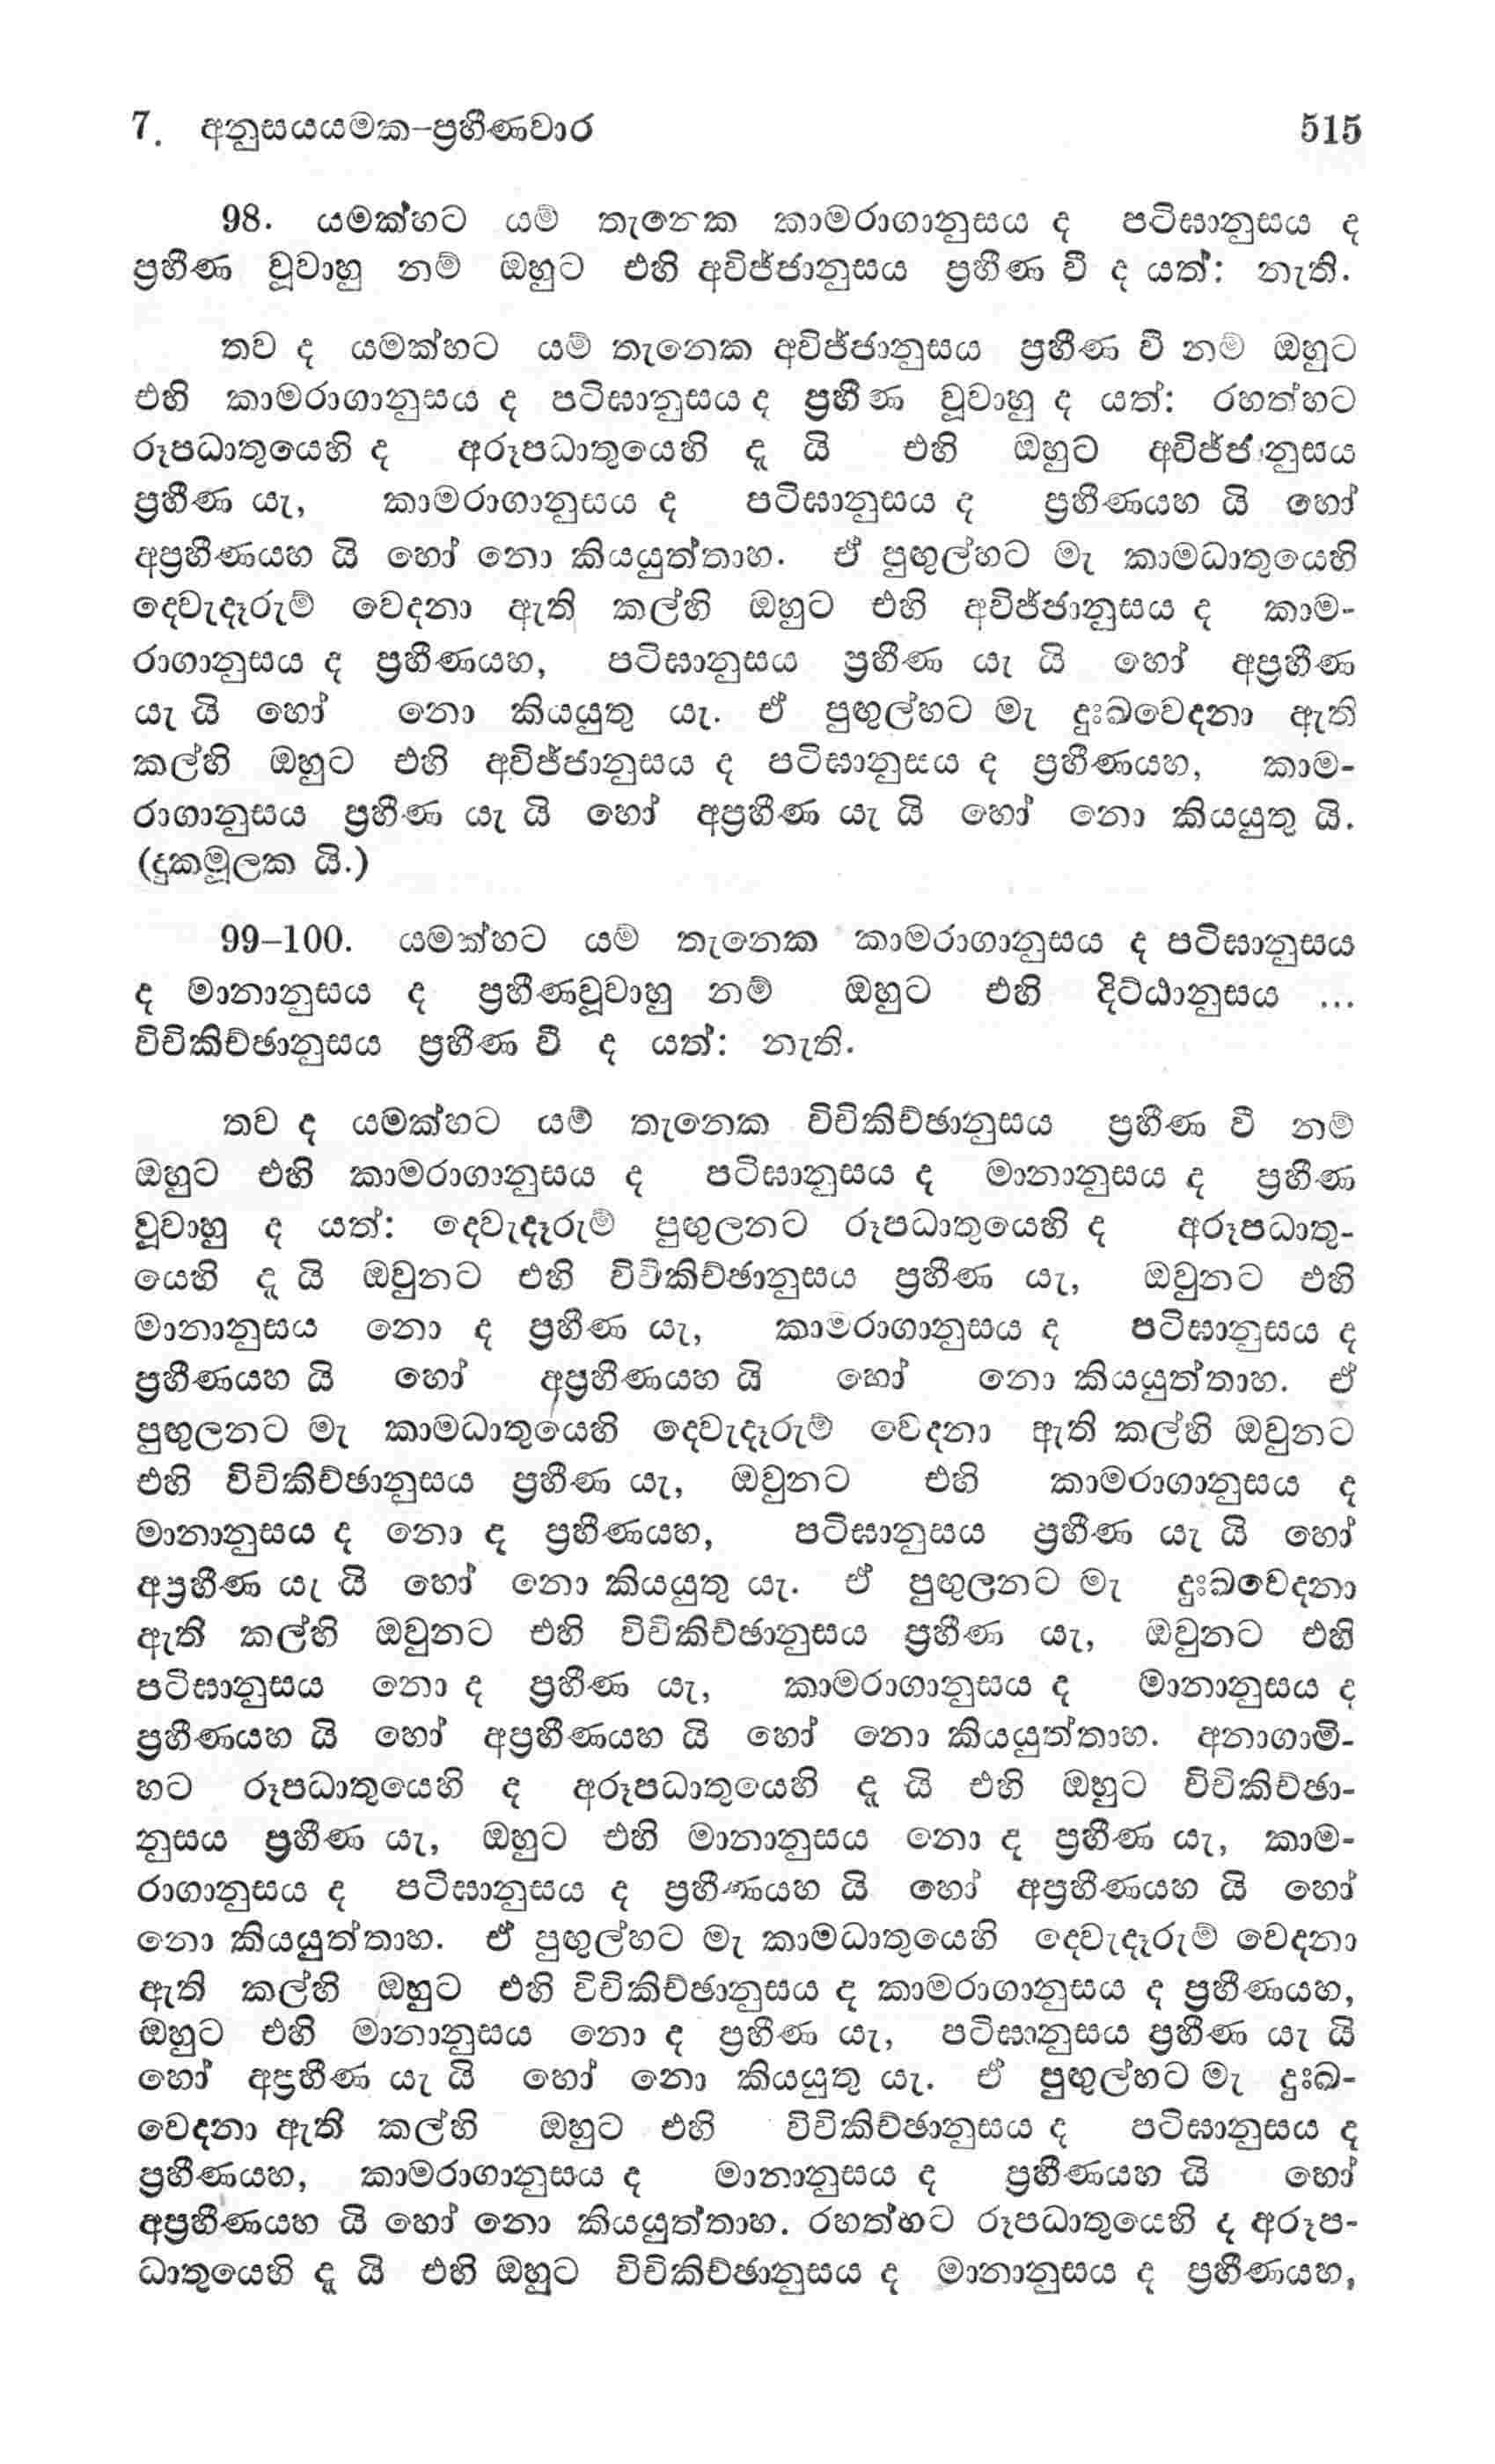 7. අනුසයයමක-ප්‍රහීණවාර 515
98. යමක්හට යම් තැනෙක කාමරාගානුසය ද පටිඝානුසය ද
ප්‍රහීණ වූවාහු නම් ඔහුට එහි අවිජ්ජානුසය ප්‍රහීණ වී ද යත්: නැති.
තව ද යමක්හට යම් තැනෙක අවිජ්ජානුසය ප්‍රහීණ වී නම් ඔහුට
එහි කාමරාගානුසය ද පටිඝානුසය ද ප්‍රහීණ වූවාහු ද යත්: රහත්හට
රූපධාතුයෙහි ද අරූපධාතුයෙහි දැ යි එහි ඔහුට අවිජ්ජානුසය
ප්‍රහීණ යැ, කාමරාගානුසය ද පටිඝානුසය ද ප්‍රහීණයහ යි හෝ
අප්‍රහීණයහ යි හෝ නො කියයුත්තාහ. ඒ පුඟුල්හට මැ කාමධාතුයෙහි
දෙවැදෑරුම් වෙදනා ඇති කල්හි ඔහුට එහි අවිජ්ජානුසය ද කාම-
රාගානුසය ද ප්‍රහීණයහ, පටිඝානුසය ප්‍රහීණ යැ යි හෝ අප්‍රහීණ
යැ යි හෝ නො කියයුතු යැ. ඒ පුඟුල්හට මැ දුඃඛවෙදනා ඇති
කල්හි ඔහුට එහි අවිජ්ජානුසය ද පටිඝානුසය ද ප්‍රහීණයහ, කාම-
රාගානුසය ප්‍රහීණ යැ යි හෝ අප්‍රහීණ යැ යි හෝ නො කියයුතු යි.
(දුකමූලක යි.)
99–100. යමක්හට යම් තැනෙක කාමරාගානුසය ද පටිඝානුසය
ද මානානුසය ද ප්‍රහීණවූවාහු නම් ඔහුට එහි දිට්ඨානුසය ...
විචිකිච්ඡානුසය ප්‍රහීණ වී ද යත්: නැති.
තව ද යමක්හට යම් තැනෙක විචිකිච්ඡානුසය ප්‍රහීණ වී නම්
ඔහුට එහි කාමරාගානුසය ද පටිඝානුසය ද මානානුසය ද ප්‍රහීණ
වූවාහු ද යත්: දෙවැදෑරුම් පුඟුලනට රූපධාතුයෙහි ද අරූපධාතු-
යෙහි දැ යි ඔවුනට එහි විචිකිච්ඡානුසය ප්‍රහීණ යැ, ඔවුනට එහි
මානානුසය නො ද ප්‍රහීණ යැ, කාමරාගානුසය ද පටිඝානුසය ද
ප්‍රහීණයහ යි හෝ අප්‍රහීණයහ යි හෝ නො කියයුත්තාහ. ඒ
පුඟුලනට මැ කාමධාතුයෙහි දෙවැදෑරුම් වෙදනා ඇති කල්හි ඔවුනට
එහි විචිකිච්ඡානුසය ප්‍රහීණ යැ, ඔවුනට එහි කාමරාගානුසය ද
මානානුසය ද නො ද ප්‍රහීණයහ, පටිඝානුසය ප්‍රහීණ යැ යි හෝ
අප්‍රහීණ යැ යි හෝ නො කියයුතු යැ. ඒ පුඟුලනට මැ දුඃඛවෙදනා
ඇති කල්හි ඔවුනට එහි විචිකිච්ඡානුසය ප්‍රහීණ යැ, ඔවුනට එහි
පටිඝානුසය නො ද ප්‍රහීණ යැ, කාමරාගානුසය ද මානානුසය ද
ප්‍රහීණයහ යි හෝ අප්‍රහීණයහ යි හෝ නො කියයුත්තාහ. අනාගාමි-
හට රූපධාතුයෙහි ද අරූපධාතුයෙහි දැ යි එහි ඔහුට විචිකිච්ඡා-
නුසය ප්‍රහීණ යැ, ඔහුට එහි මානානුසය නො ද ප්‍රහීණ යැ, කාම-
රාගානුසය ද පටිඝානුසය ද ප්‍රහීණයහ යි හෝ අප්‍රහීණයහ යි හෝ
නො කියයුත්තාහ. ඒ පුඟුල්හට මැ කාමධාතුයෙහි දෙවැදෑරුම් වෙදනා
ඇති කල්හි ඔහුට එහි විචිකිච්ඡානුසය ද කාමරාගානුසය ද ප්‍රහීණයහ,
ඔහුට එහි මානානුසය නො ද ප්‍රහීණ යැ, පටිඝානුසය ප්‍රහීණ යැ යි
හෝ අප්‍රහීණ යැ යි හෝ නො කියයුතු යැ. ඒ පුඟුල්හට මැ දුඃඛ-
වෙදනා ඇති කල්හි ඔහුට එහි විචිකිච්ඡානුසය ද පටිඝානුසය ද
ප්‍රහීණයහ, කාමරාගානුසය ද මානානුසය ද ප්‍රහීණයහ යි හෝ
අප්‍රහීණයහ යි හෝ නො කියයුත්තාහ. රහත්හට රූපධාතුයෙහි ද අරූප-
ධාතුයෙහි දැ යි එහි ඔහුට විචිකිච්ඡානුසය ද මානානුසය ද ප්‍රහීණයහ,